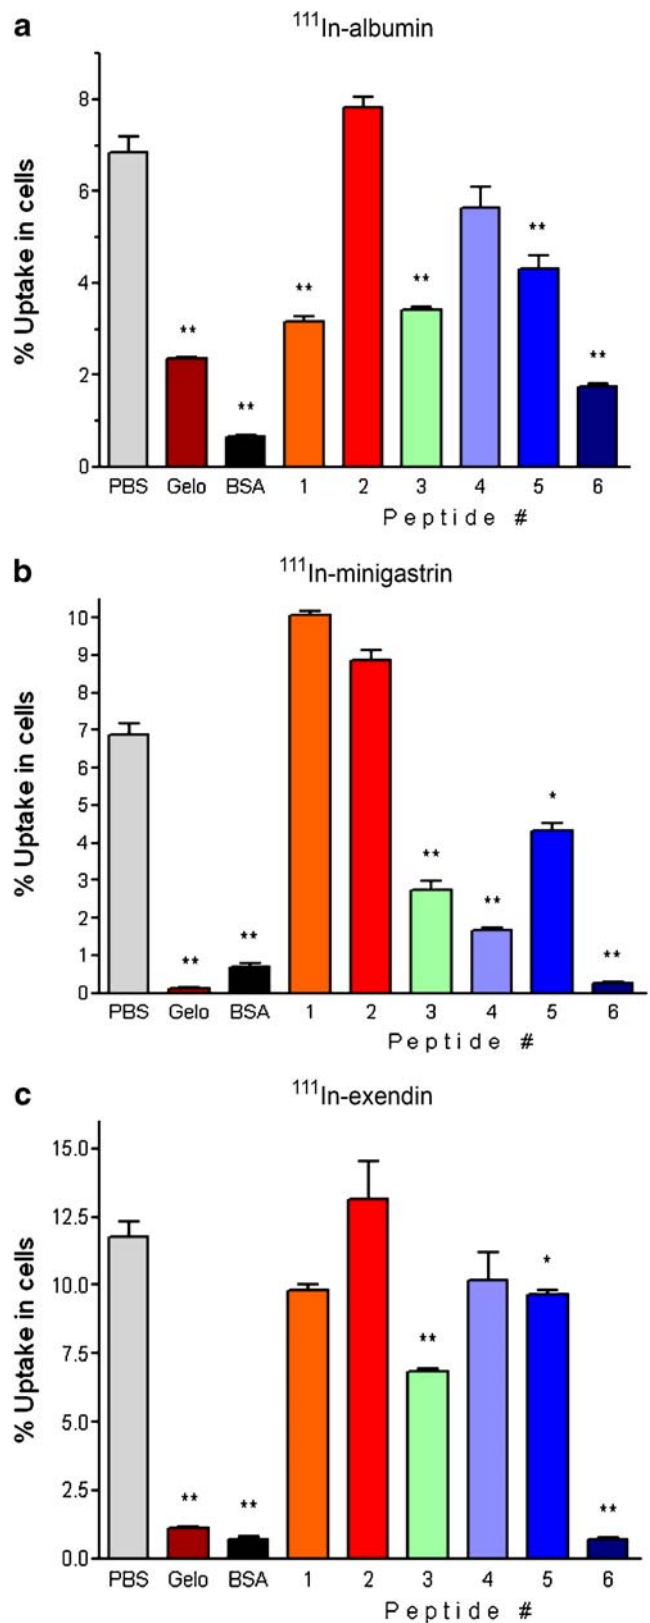 a
111In-albumin
% Uptake in cells
8
6
4
2
0
**
**
**
**
**
**
PBS Gelo BSA 1 2 3 4 5 6
Peptide #
b
111In-minigastrin
% Uptake in cells
10
9
8
7
6
5
4
3
2
1
0
**
**
**
**
*
**
PBS Gelo BSA 1 2 3 4 5 6
Peptide #
c
111In-exendin
% Uptake in cells
15.0
12.5
10.0
7.5
5.0
2.5
0.0
**
**
**
*
**
PBS Gelo BSA 1 2 3 4 5 6
Peptide #